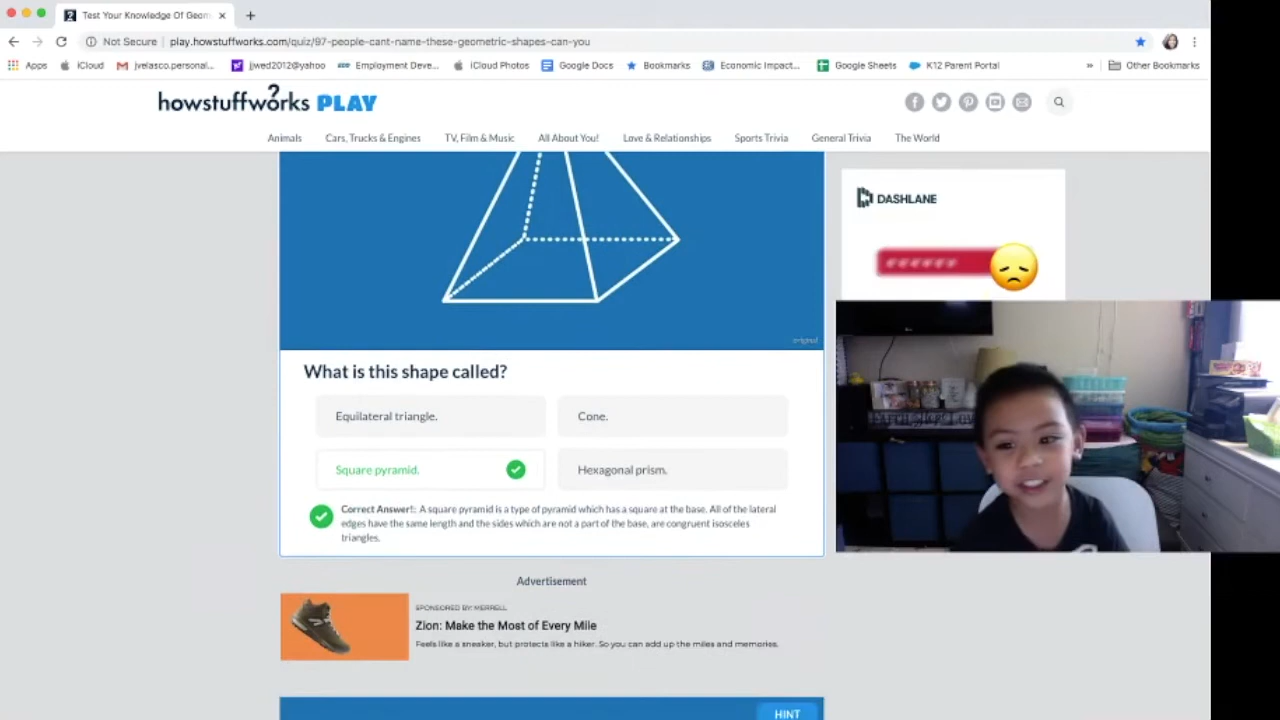 Test Your Knowledge Of Geom
Not Secure | play.howstuffworks.com/quiz/97-people-cant-name-these-geometric-shapes-can-you
Apps iCloud jvelasco.personal... jjwed2012@yahoo Employment Deve... iCloud Photos Google Docs Bookmarks Economic Impact... Google Sheets K12 Parent Portal » Other Bookmarks
howstuffworks PLAY
Animals Cars, Trucks & Engines TV, Film & Music All About You! Love & Relationships Sports Trivia General Trivia The World
DASHLANE
original
What is this shape called?
Equilateral triangle. Cone.
Square pyramid. Hexagonal prism.
Correct Answer!: A square pyramid is a type of pyramid which has a square at the base. All of the lateral
edges have the same length and the sides which are not a part of the base, are congruent isosceles
triangles.
Advertisement
SPONSORED BY: MERRELL
Zion: Make the Most of Every Mile
Feels like a sneaker, but protects like a hiker. So you can add up the miles and memories.
HINT